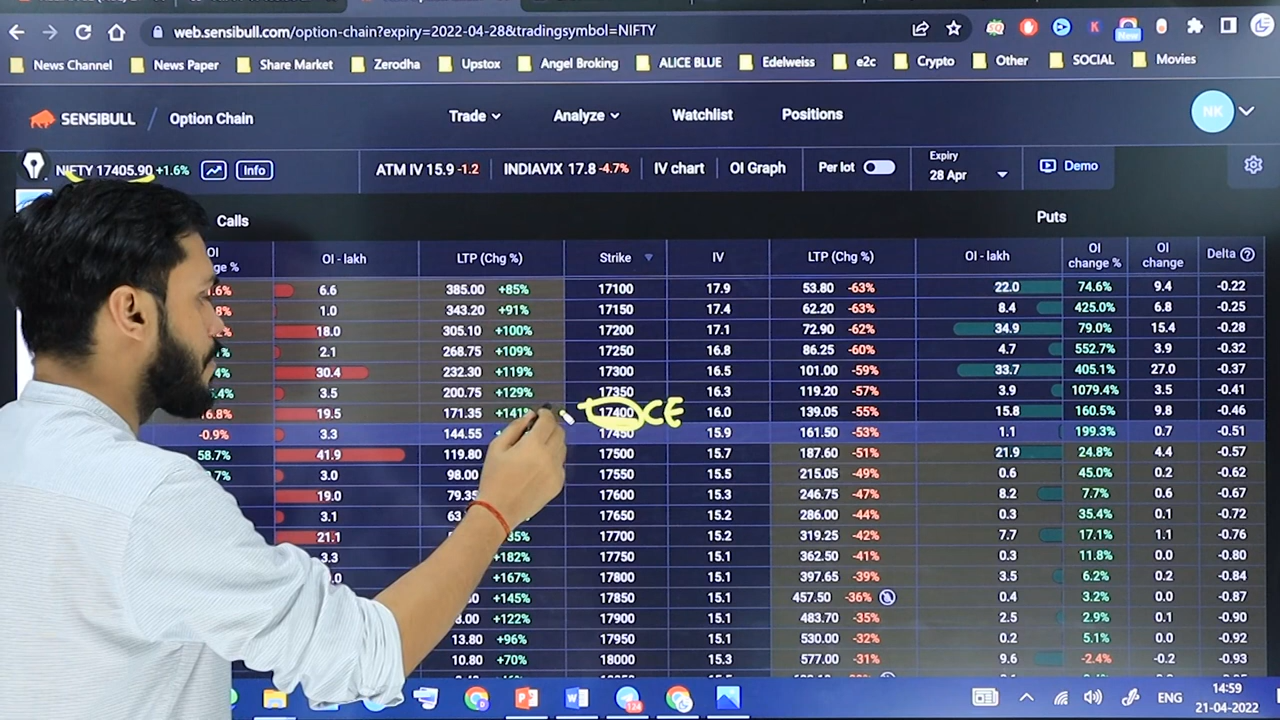 web.sensibull.com/option-chain?expiry=2022-04-28&tradingsymbol=NIFTY
News Channel News Paper Share Market Zerodha Upstox Angel Broking ALICE BLUE Edelweiss e2c Crypto Other SOCIAL Movies
New
SENSIBULL / Option Chain Trade Analyze Watchlist Positions NK
NIFTY 17405.90 +1.6% Info ATM IV 15.9 -1.2 INDIAVIX 17.8 -4.7% IV chart OI Graph Per lot Expiry 28 Apr Demo
Calls Puts
OI OI - lakh LTP (Chg %) Strike IV LTP (Chg %) OI - lakh OI change % OI change Delta
6.6 385.00 +85% 17100 17.9 53.80 -63% 22.0 74.6% 9.4 -0.22
1.0 343.20 +91% 17150 17.4 62.20 -63% 8.4 425.0% 6.8 -0.25
18.0 305.10 +100% 17200 17.1 72.90 -62% 34.9 79.0% 15.4 -0.28
2.1 268.75 +109% 17250 16.8 86.25 -60% 4.7 552.7% 3.9 -0.32
30.4 232.30 +119% 17300 16.5 101.00 -59% 33.7 405.1% 27.0 -0.37
3.5 200.75 +129% 17350 16.3 119.20 -57% 3.9 1079.4% 3.5 -0.41
19.5 171.35 +141% 17400 CE 16.0 139.05 -55% 15.8 160.5% 9.8 -0.46
-0.9% 3.3 144.55 17450 15.9 161.50 -53% 1.1 199.3% 0.7 -0.51
58.7% 41.9 119.80 17500 15.7 187.60 -51% 21.9 24.8% 4.4 -0.57
3.0 98.00 17550 15.5 215.05 -49% 0.6 45.0% 0.2 -0.62
19.0 79.35 17600 15.3 246.75 -47% 8.2 7.7% 0.6 -0.67
3.1 17650 15.2 286.00 -44% 0.3 35.4% 0.1 -0.72
21.1 17700 15.2 319.25 -42% 7.7 17.1% 1.1 -0.76
3.3 +182% 17750 15.1 362.50 -41% 0.3 11.8% 0.0 -0.80
+167% 17800 15.1 397.65 -39% 3.5 6.2% 0.2 -0.84
+145% 17850 15.1 457.50 -36% 0.4 3.2% 0.0 -0.87
+122% 17900 15.1 483.70 -35% 2.5 2.9% 0.1 -0.90
13.80 +96% 17950 15.1 530.00 -32% 0.2 5.1% 0.0 -0.92
10.80 +70% 18000 15.3 577.00 -31% 9.6 -2.4% -0.2 -0.93
124 ENG 14:59
21-04-2022